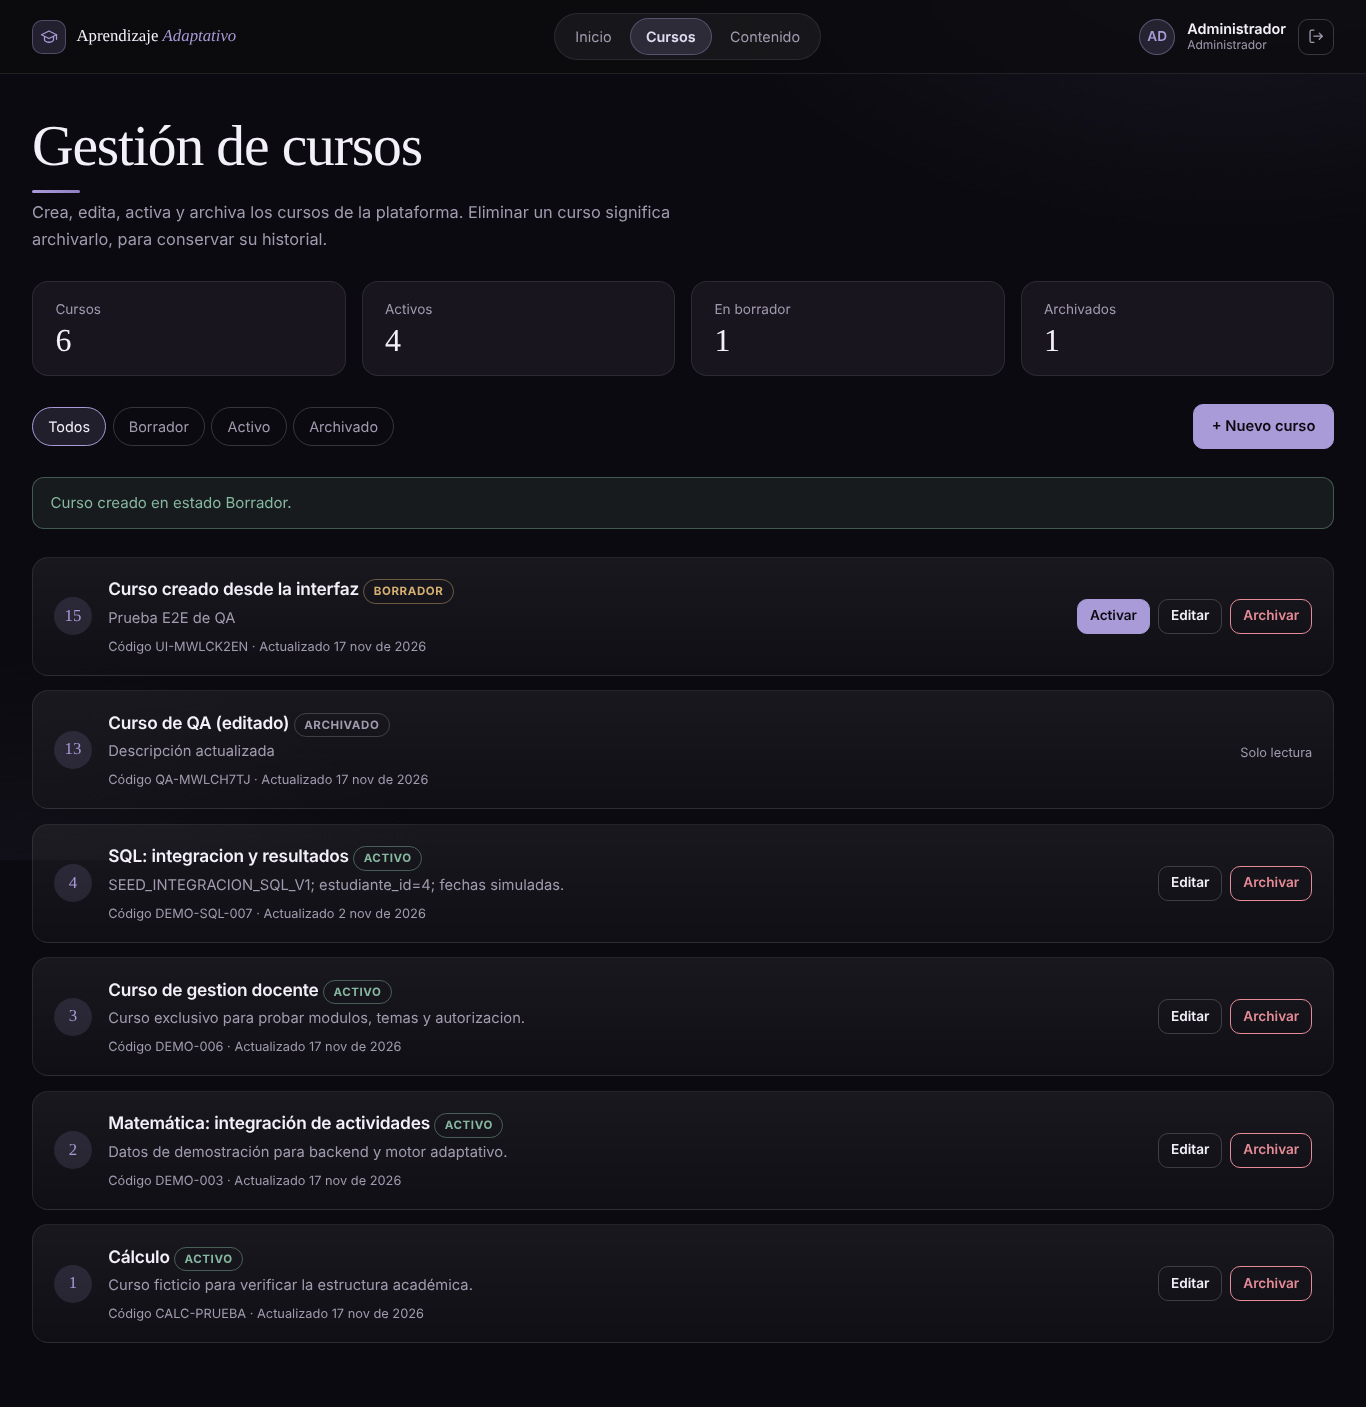 Aprendizaje Adaptativo
Inicio
Cursos
Contenido
AD
Administrador
Administrador
Gestión de cursos
Crea, edita, activa y archiva los cursos de la plataforma. Eliminar un curso significa
archivarlo, para conservar su historial.
Cursos
6
Activos
4
En borrador
1
Archivados
1
Todos
Borrador
Activo
Archivado
+ Nuevo curso
Curso creado en estado Borrador.
15
Curso creado desde la interfaz BORRADOR
Prueba E2E de QA
Código UI-MWLCK2EN · Actualizado 17 nov de 2026
Activar
Editar
Archivar
13
Curso de QA (editado) ARCHIVADO
Descripción actualizada
Código QA-MWLCH7TJ · Actualizado 17 nov de 2026
Solo lectura
4
SQL: integracion y resultados ACTIVO
SEED_INTEGRACION_SQL_V1; estudiante_id=4; fechas simuladas.
Código DEMO-SQL-007 · Actualizado 2 nov de 2026
Editar
Archivar
3
Curso de gestion docente ACTIVO
Curso exclusivo para probar modulos, temas y autorizacion.
Código DEMO-006 · Actualizado 17 nov de 2026
Editar
Archivar
2
Matemática: integración de actividades ACTIVO
Datos de demostración para backend y motor adaptativo.
Código DEMO-003 · Actualizado 17 nov de 2026
Editar
Archivar
1
Cálculo ACTIVO
Curso ficticio para verificar la estructura académica.
Código CALC-PRUEBA · Actualizado 17 nov de 2026
Editar
Archivar